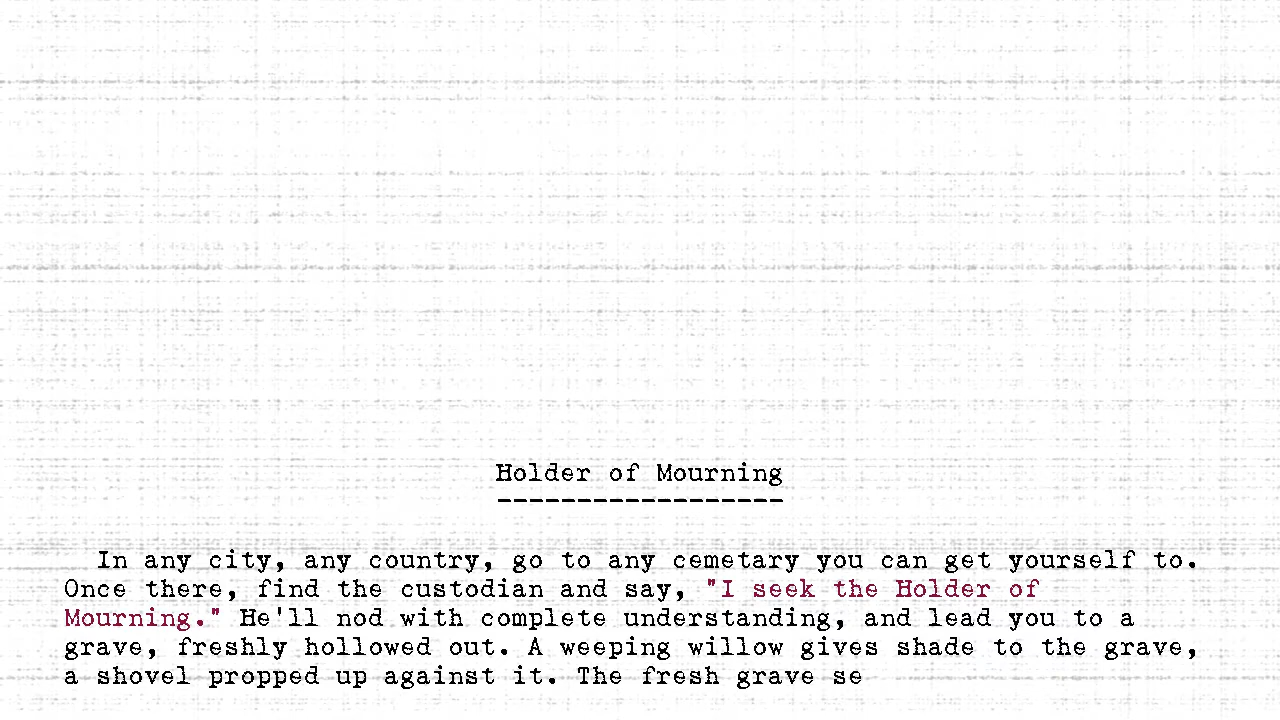 Holder of Mourning
------------------
In any city, any country, go to any cemetary you can get yourself to.
Once there, find the custodian and say, "I seek the Holder of
Mourning." He'll nod with complete understanding, and lead you to a
grave, freshly hollowed out. A weeping willow gives shade to the grave,
a shovel propped up against it. The fresh grave se